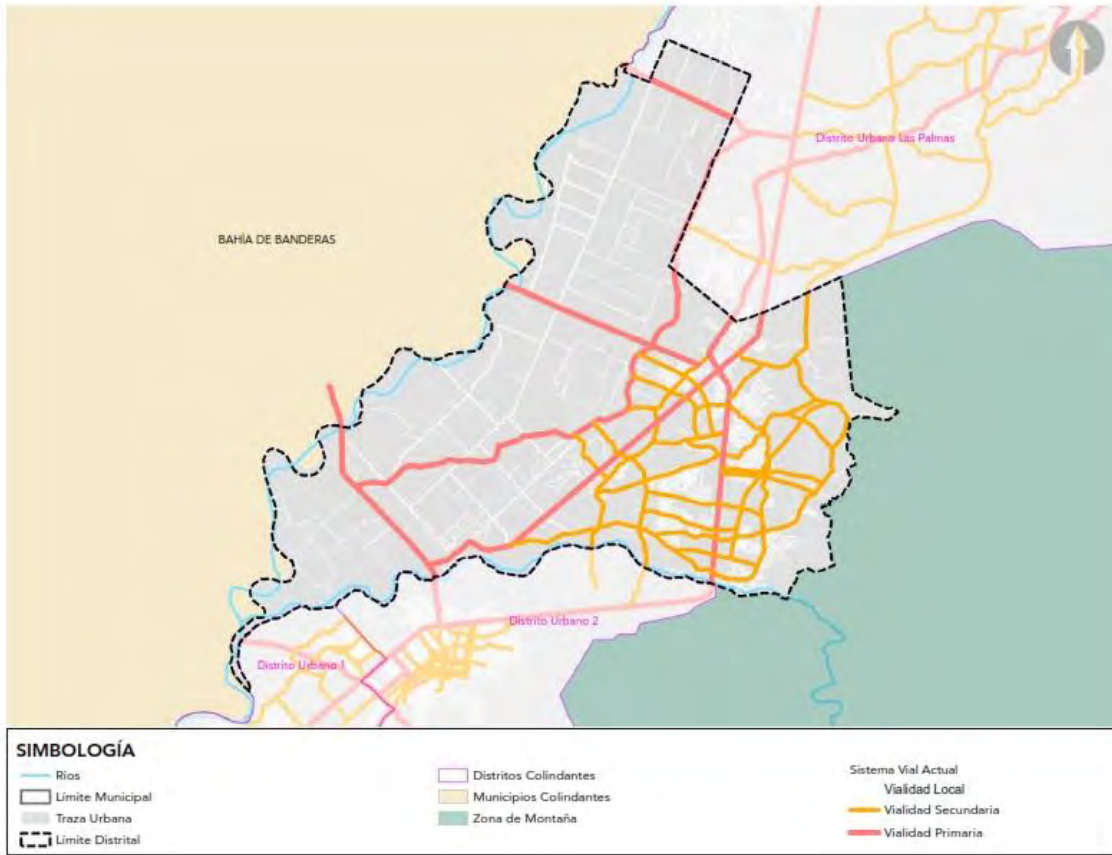 Distrito Urbano Las Palmas
BAHÍA DE BANDERAS
Distrito Urbano 2
Distrito Urbano 1
SIMBOLOGÍA
Ríos
Límite Municipal
Traza Urbana
Límite Distrital
Distritos Colindantes
Municipios Colindantes
Zona de Montaña
Sistema Vial Actual
Vialidad Local
Vialidad Secundaria
Vialidad Primaria